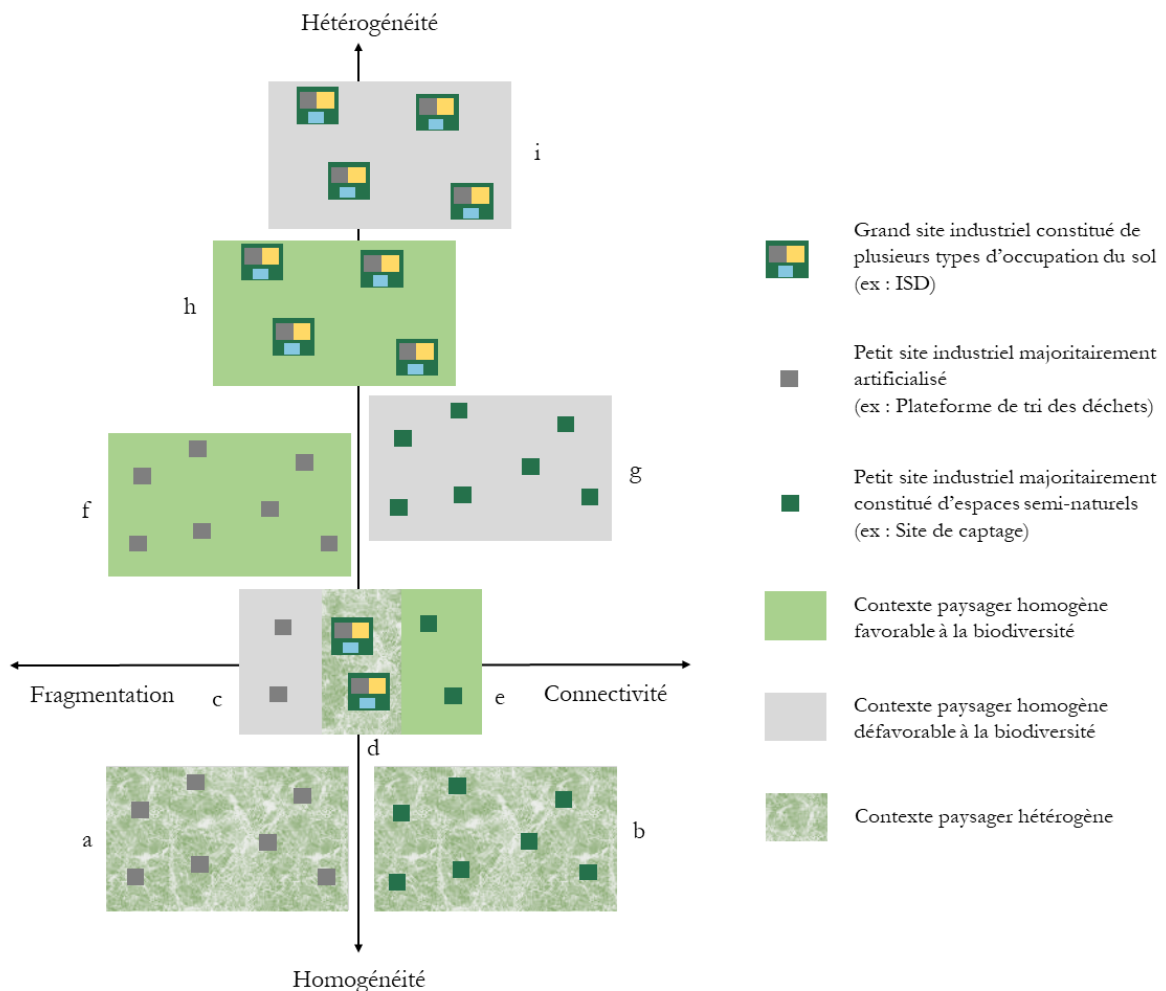 Hétérogénéité
i
h
g
f
Fragmentation
c
e
Connectivité
d
a
b
Homogénéité
Grand site industriel constitué de
plusieurs types d’occupation du sol
(ex : ISD)
Petit site industriel majoritairement
artificialisé
(ex : Plateforme de tri des déchets)
Petit site industriel majoritairement
constitué d’espaces semi-naturels
(ex : Site de captage)
Contexte paysager homogène
favorable à la biodiversité
Contexte paysager homogène
défavorable à la biodiversité
Contexte paysager hétérogène